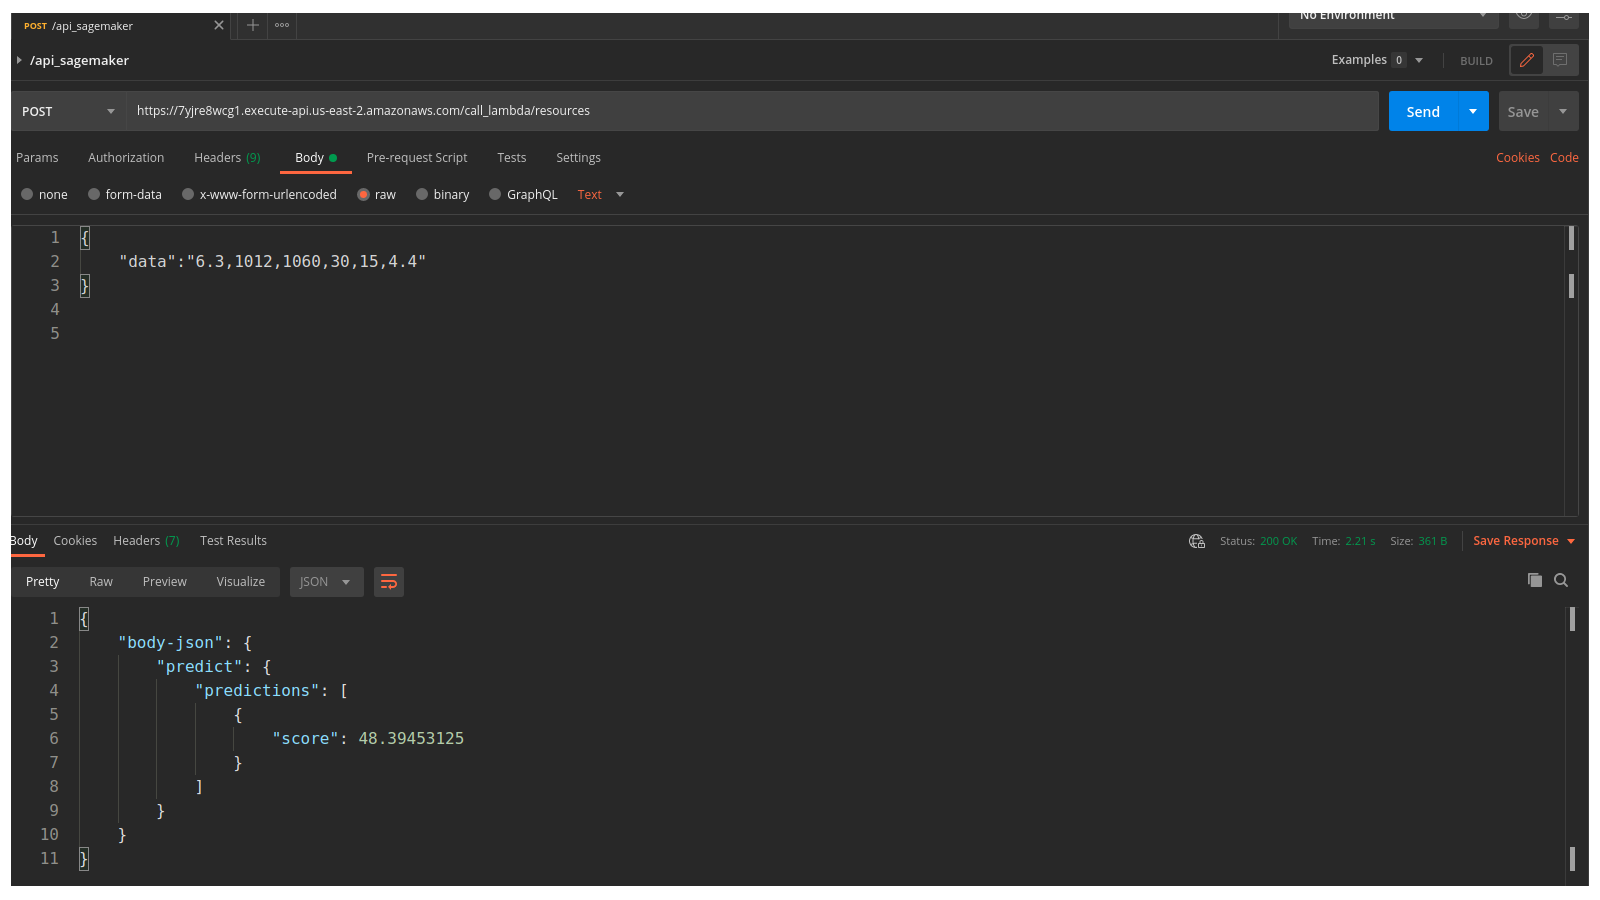 POST /api_sagemaker
No Environment
/api_sagemaker
Examples 0 BUILD
POST https://7yjre8wcg1.execute-api.us-east-2.amazonaws.com/call_lambda/resources Send Save
Params Authorization Headers (9) Body Pre-request Script Tests Settings Cookies Code
none form-data x-www-form-urlencoded raw binary GraphQL Text
1 {
2 "data":"6.3,1012,1060,30,15,4.4"
3 }
4
5
Body Cookies Headers (7) Test Results Status: 200 OK Time: 2.21 s Size: 361 B Save Response
Pretty Raw Preview Visualize JSON
1 {
2 "body-json": {
3 "predict": {
4 "predictions": [
5 {
6 "score": 48.39453125
7 }
8 ]
9 }
10 }
11 }